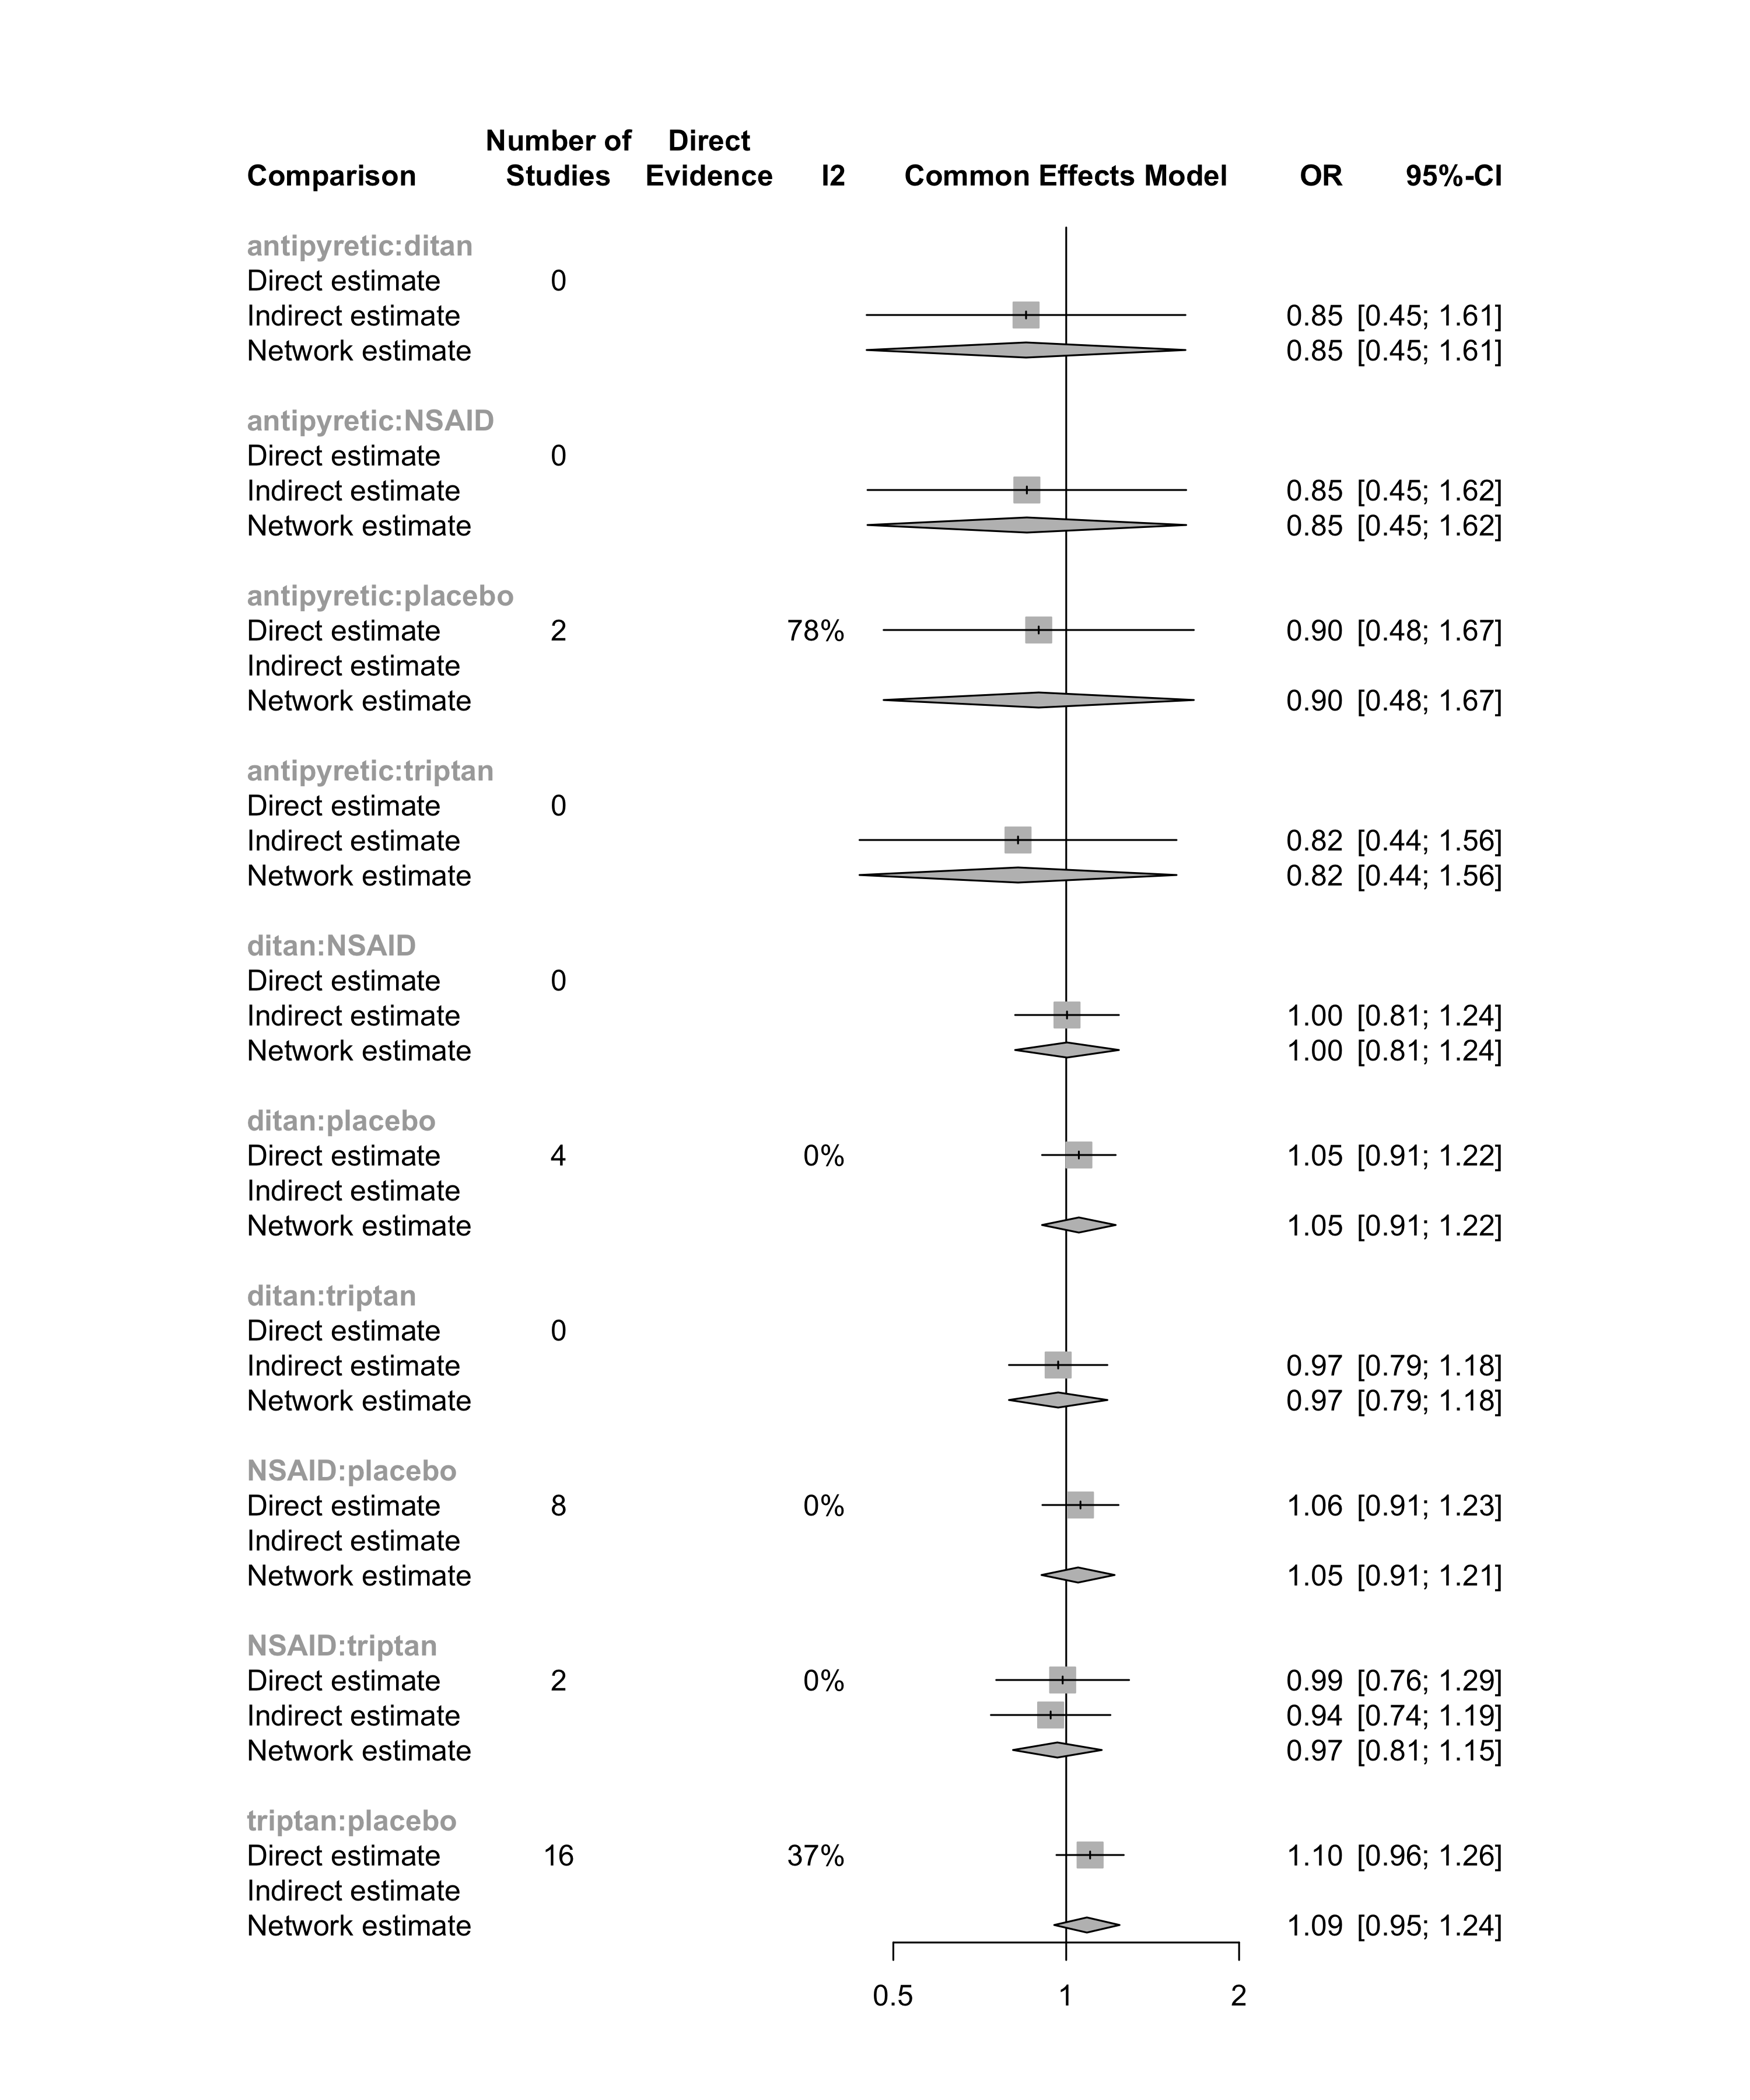 Number of Direct
Comparison Studies Evidence I2 Common Effects Model OR 95%-CI
antipyretic:ditan
Direct estimate 0
Indirect estimate 0.85 [0.45; 1.61]
Network estimate 0.85 [0.45; 1.61]
antipyretic:NSAID
Direct estimate 0
Indirect estimate 0.85 [0.45; 1.62]
Network estimate 0.85 [0.45; 1.62]
antipyretic:placebo
Direct estimate 2 78% 0.90 [0.48; 1.67]
Indirect estimate
Network estimate 0.90 [0.48; 1.67]
antipyretic:triptan
Direct estimate 0
Indirect estimate 0.82 [0.44; 1.56]
Network estimate 0.82 [0.44; 1.56]
ditan:NSAID
Direct estimate 0
Indirect estimate 1.00 [0.81; 1.24]
Network estimate 1.00 [0.81; 1.24]
ditan:placebo
Direct estimate 4 0% 1.05 [0.91; 1.22]
Indirect estimate
Network estimate 1.05 [0.91; 1.22]
ditan:triptan
Direct estimate 0
Indirect estimate 0.97 [0.79; 1.18]
Network estimate 0.97 [0.79; 1.18]
NSAID:placebo
Direct estimate 8 0% 1.06 [0.91; 1.23]
Indirect estimate
Network estimate 1.05 [0.91; 1.21]
NSAID:triptan
Direct estimate 2 0% 0.99 [0.76; 1.29]
Indirect estimate 0.94 [0.74; 1.19]
Network estimate 0.97 [0.81; 1.15]
triptan:placebo
Direct estimate 16 37% 1.10 [0.96; 1.26]
Indirect estimate
Network estimate 1.09 [0.95; 1.24]
0.5 1 2